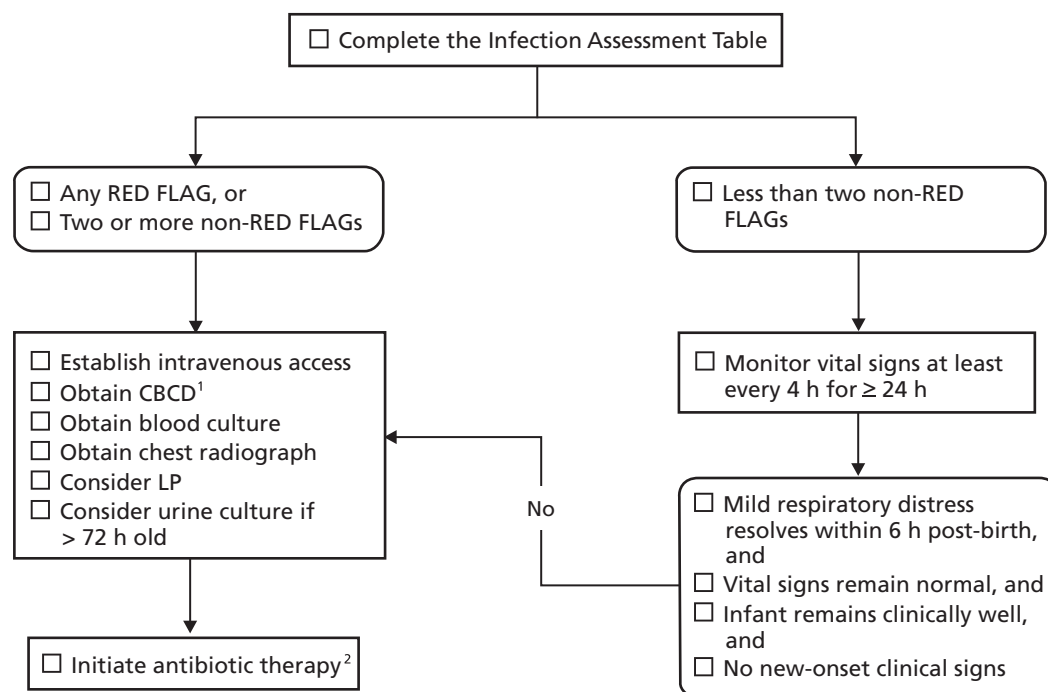 ☐ Complete the Infection Assessment Table
☐ Any RED FLAG, or
☐ Two or more non-RED FLAGs
☐ Less than two non-RED
FLAGs
☐ Establish intravenous access
☐ Obtain CBCD¹
☐ Obtain blood culture
☐ Obtain chest radiograph
☐ Consider LP
☐ Consider urine culture if
> 72 h old
☐ Monitor vital signs at least
every 4 h for ≥ 24 h
No
☐ Mild respiratory distress
resolves within 6 h post-birth,
and
☐ Vital signs remain normal, and
☐ Infant remains clinically well,
and
☐ No new-onset clinical signs
☐ Initiate antibiotic therapy²